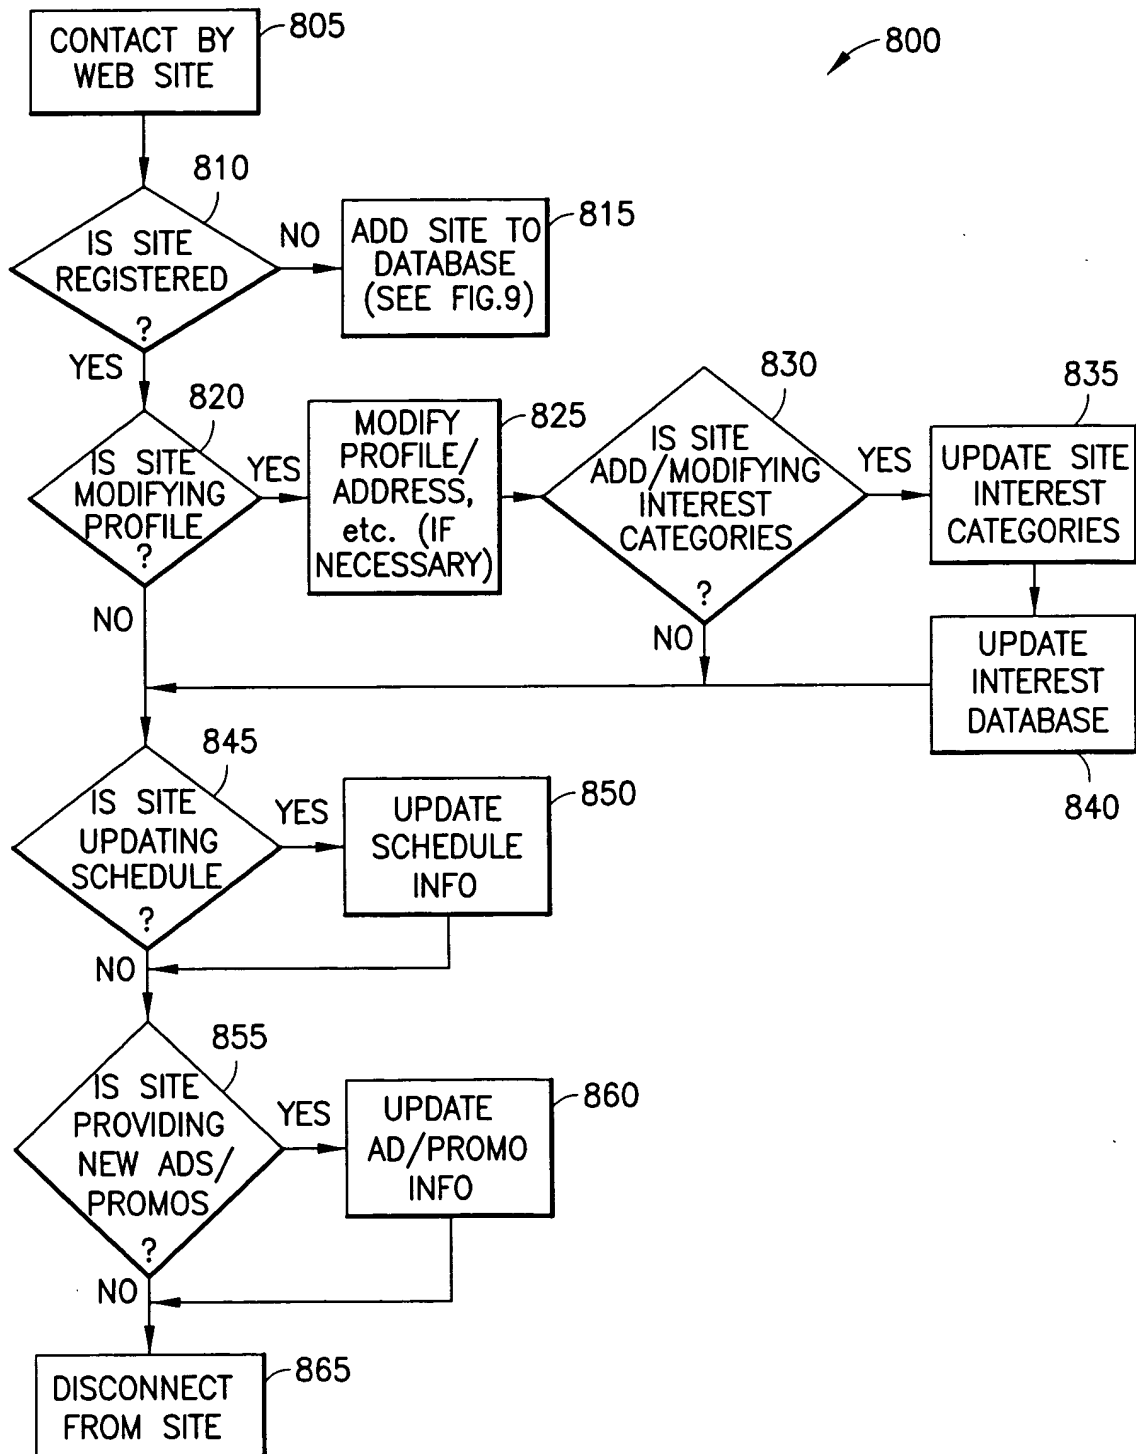 CONTACT BY
WEB SITE
805
800
810
IS SITE
REGISTERED
?
NO
YES
ADD SITE TO
DATABASE
(SEE FIG.9)
815
820
IS SITE
MODIFYING
PROFILE
?
YES
NO
MODIFY
PROFILE/
ADDRESS,
etc. (IF
NECESSARY)
825
830
IS SITE
ADD/MODIFYING
INTEREST
CATEGORIES
?
YES
NO
835
UPDATE SITE
INTEREST
CATEGORIES
UPDATE
INTEREST
DATABASE
840
845
IS SITE
UPDATING
SCHEDULE
?
YES
NO
UPDATE
SCHEDULE
INFO
850
855
IS SITE
PROVIDING
NEW ADS/
PROMOS
?
YES
NO
UPDATE
AD/PROMO
INFO
860
DISCONNECT
FROM SITE
865